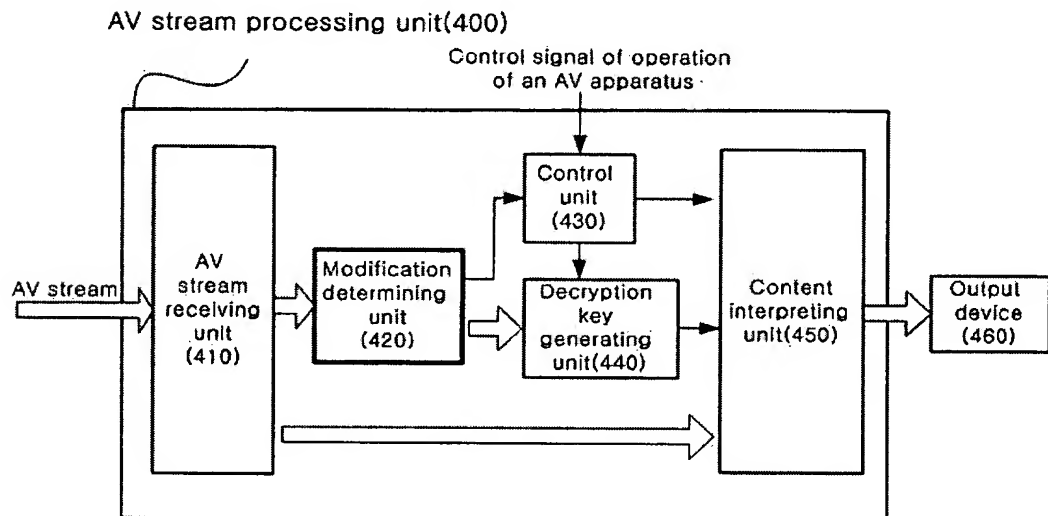 AV stream processing unit(400)
Control signal of operation
of an AV apparatus
Control
unit
(430)
AV stream
AV
stream
receiving
unit
(410)
Modification
determining
unit
(420)
Decryption
key
generating
unit(440)
Content
interpreting
unit(450)
Output
device
(460)